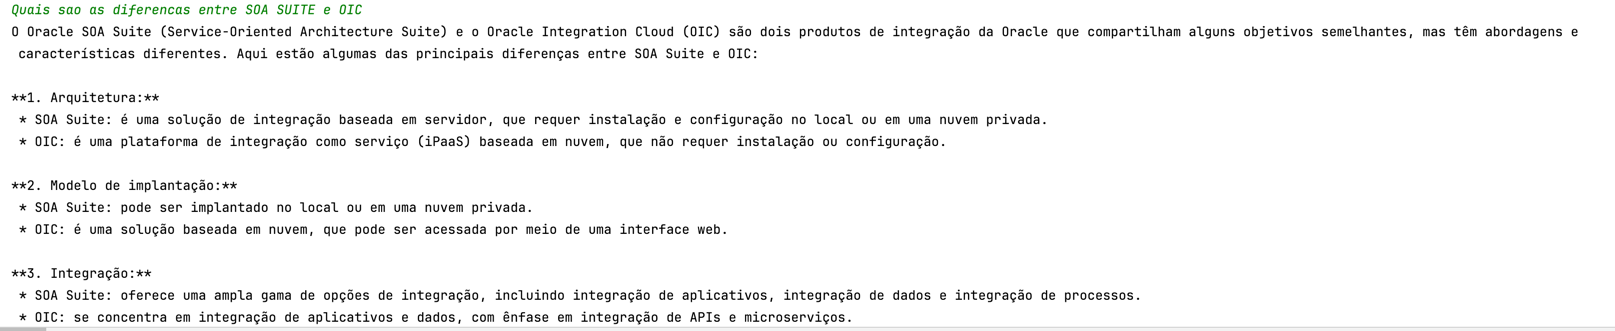 Quais sao as diferencas entre SOA SUITE e OIC
O Oracle SOA Suite (Service-Oriented Architecture Suite) e o Oracle Integration Cloud (OIC) são dois produtos de integração da Oracle que compartilham alguns objetivos semelhantes, mas têm abordagens e
características diferentes. Aqui estão algumas das principais diferenças entre SOA Suite e OIC:
**1. Arquitetura:**
* SOA Suite: é uma solução de integração baseada em servidor, que requer instalação e configuração no local ou em uma nuvem privada.
* OIC: é uma plataforma de integração como serviço (iPaaS) baseada em nuvem, que não requer instalação ou configuração.
**2. Modelo de implantação:**
* SOA Suite: pode ser implantado no local ou em uma nuvem privada.
* OIC: é uma solução baseada em nuvem, que pode ser acessada por meio de uma interface web.
**3. Integração:**
* SOA Suite: oferece uma ampla gama de opções de integração, incluindo integração de aplicativos, integração de dados e integração de processos.
* OIC: se concentra em integração de aplicativos e dados, com ênfase em integração de APIs e microserviços.